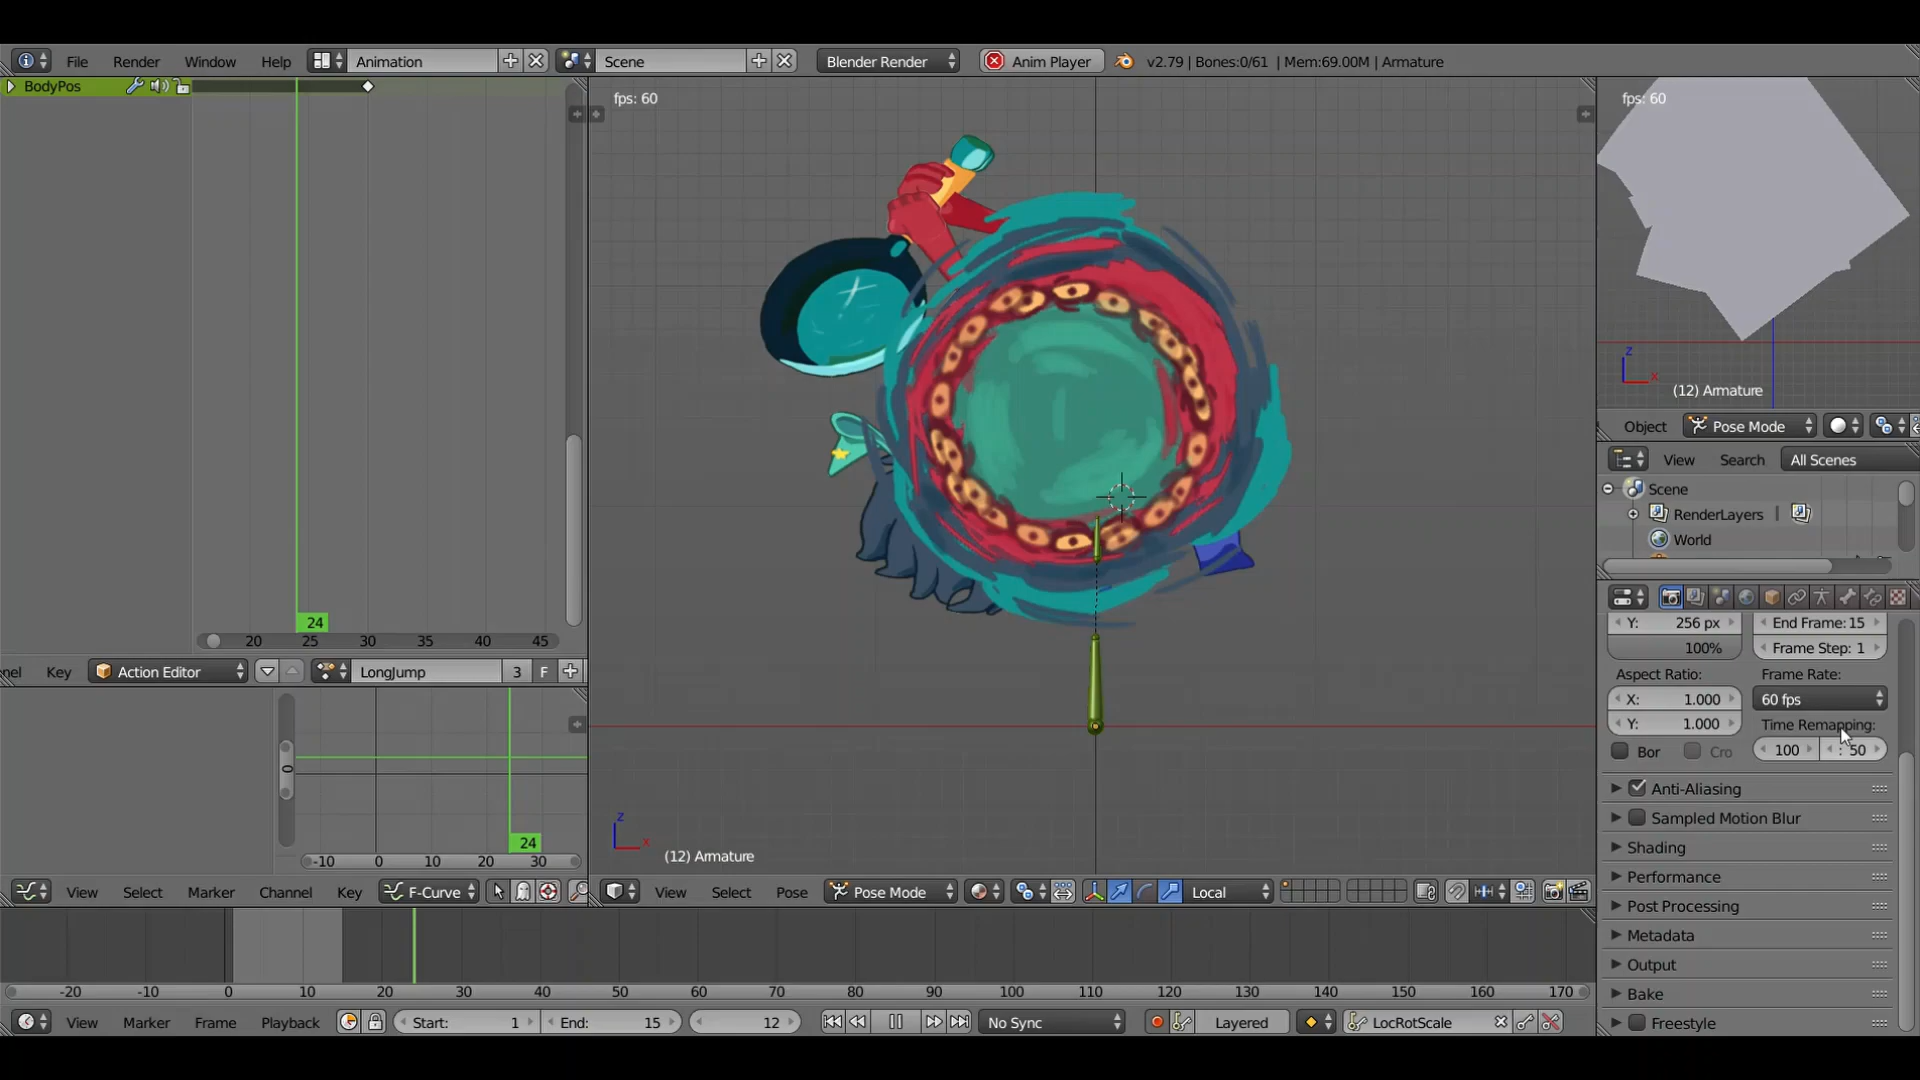 File Render Window Help Animation Scene Blender Render Anim Player v2.79 | Bones:0/61 | Mem:69.00M | Armature
BodyPos
fps: 60
24
20 25 30 35 40 45
nel Key Action Editor LongJump 3 F
24
-10 0 10 20 30
0
z
x
(12) Armature
View Select Marker Channel Key F-Curve
View Select Pose Pose Mode Local
-20 -10 0 10 20 30 40 50 60 70 80 90 100 110 120 130 140 150 160 170
View Marker Frame Playback Start: 1 End: 15 12 No Sync Layered LocRotScale
fps: 60
z
x
(12) Armature
Object Pose Mode
View Search All Scenes
Scene
RenderLayers
World
Y: 256 px End Frame: 15
100% Frame Step: 1
Aspect Ratio: Frame Rate:
X: 1.000 60 fps
Y: 1.000 Time Remapping:
Bor Cro 100 : 50
Anti-Aliasing
Sampled Motion Blur
Shading
Performance
Post Processing
Metadata
Output
Bake
Freestyle